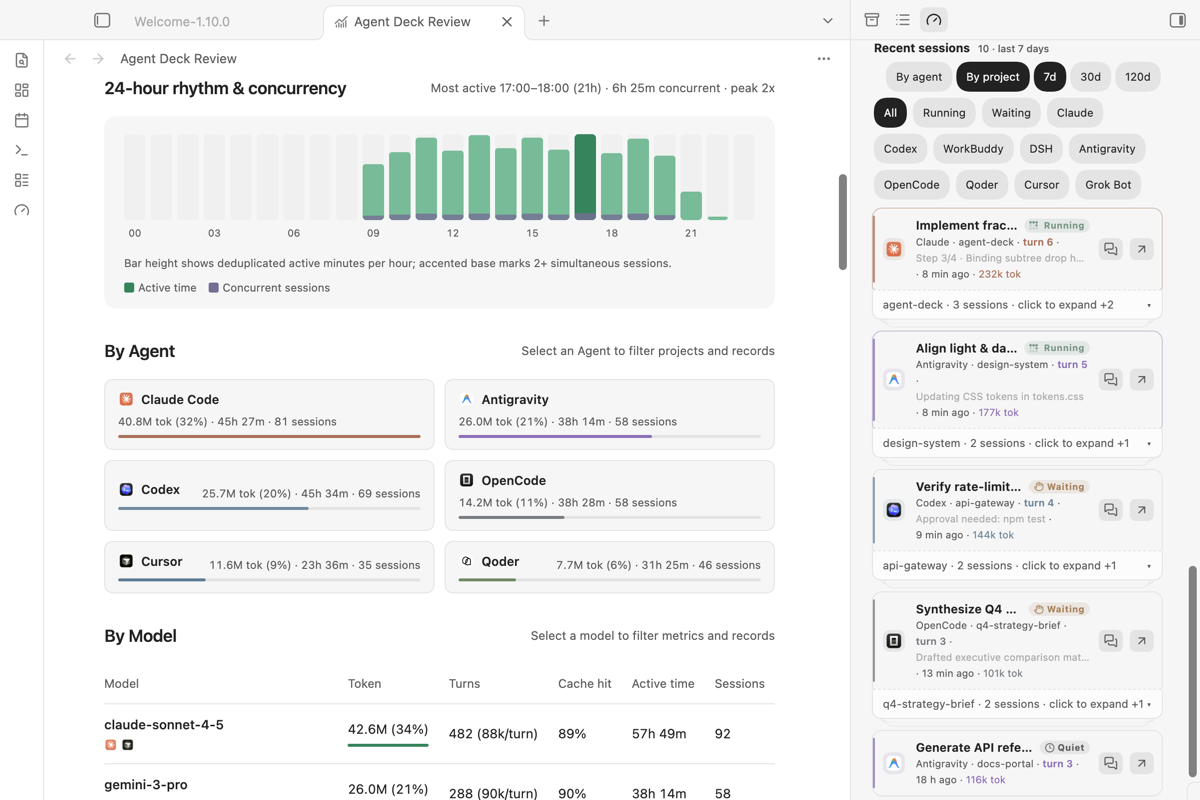 Welcome-1.10.0
Agent Deck Review
Agent Deck Review
24-hour rhythm & concurrency
Most active 17:00–18:00 (21h) · 6h 25m concurrent · peak 2x
00 03 06 09 12 15 18 21
Bar height shows deduplicated active minutes per hour; accented base marks 2+ simultaneous sessions.
Active time
Concurrent sessions
By Agent
Select an Agent to filter projects and records
Claude Code
40.8M tok (32%) · 45h 27m · 81 sessions
Antigravity
26.0M tok (21%) · 38h 14m · 58 sessions
Codex
25.7M tok (20%) · 45h 34m · 69 sessions
OpenCode
14.2M tok (11%) · 38h 28m · 58 sessions
Cursor
11.6M tok (9%) · 23h 36m · 35 sessions
Qoder
7.7M tok (6%) · 31h 25m · 46 sessions
By Model
Select a model to filter metrics and records
Model Token Turns Cache hit Active time Sessions
claude-sonnet-4-5
42.6M (34%) 482 (88k/turn) 89% 57h 49m 92
gemini-3-pro
26.0M (21%) 288 (90k/turn) 90% 38h 14m 58
Recent sessions 10 · last 7 days
By agent By project 7d 30d 120d
All Running Waiting Claude
Codex WorkBuddy DSH Antigravity
OpenCode Qoder Cursor Grok Bot
Implement frac... Running
Claude · agent-deck · turn 6 ·
Step 3/4 · Binding subtree drop h...
· 8 min ago · 232k tok
agent-deck · 3 sessions · click to expand +2
Align light & da... Running
Antigravity · design-system · turn 5
·
Updating CSS tokens in tokens.css
· 8 min ago · 177k tok
design-system · 2 sessions · click to expand +1
Verify rate-limit... Waiting
Codex · api-gateway · turn 4 ·
Approval needed: npm test ·
9 min ago · 144k tok
api-gateway · 2 sessions · click to expand +1
Synthesize Q4 ... Waiting
OpenCode · q4-strategy-brief ·
turn 3 ·
Drafted executive comparison mat...
· 13 min ago · 101k tok
q4-strategy-brief · 2 sessions · click to expand +1
Generate API refe... Quiet
Antigravity · docs-portal · turn 3 ·
18 h ago · 116k tok